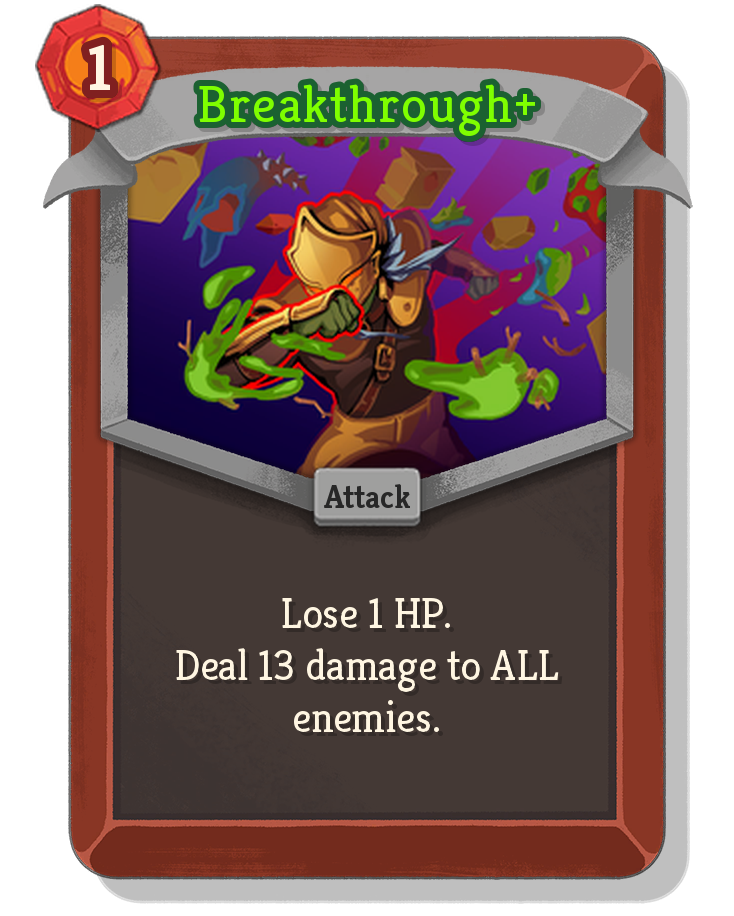 1
Breakthrough+
Attack
Lose 1 HP.
Deal 13 damage to ALL
enemies.